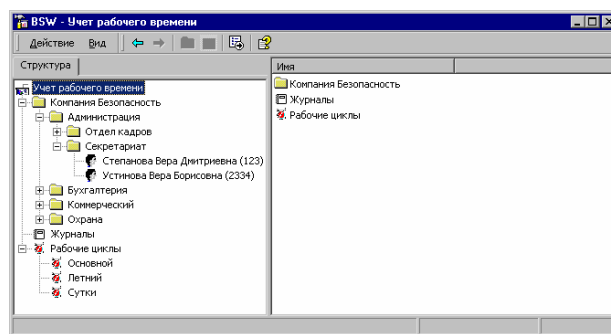 BSW - Учет рабочего времени
Действие Вид
Структура
Имя
Учет рабочего времени
Компания Безопасность
Администрация
Отдел кадров
Секретариат
Степанова Вера Дмитриевна (123)
Устинова Вера Борисовна (2334)
Бухгалтерия
Коммерческий
Охрана
Журналы
Рабочие циклы
Основной
Летний
Сутки
Компания Безопасность
Журналы
Рабочие циклы